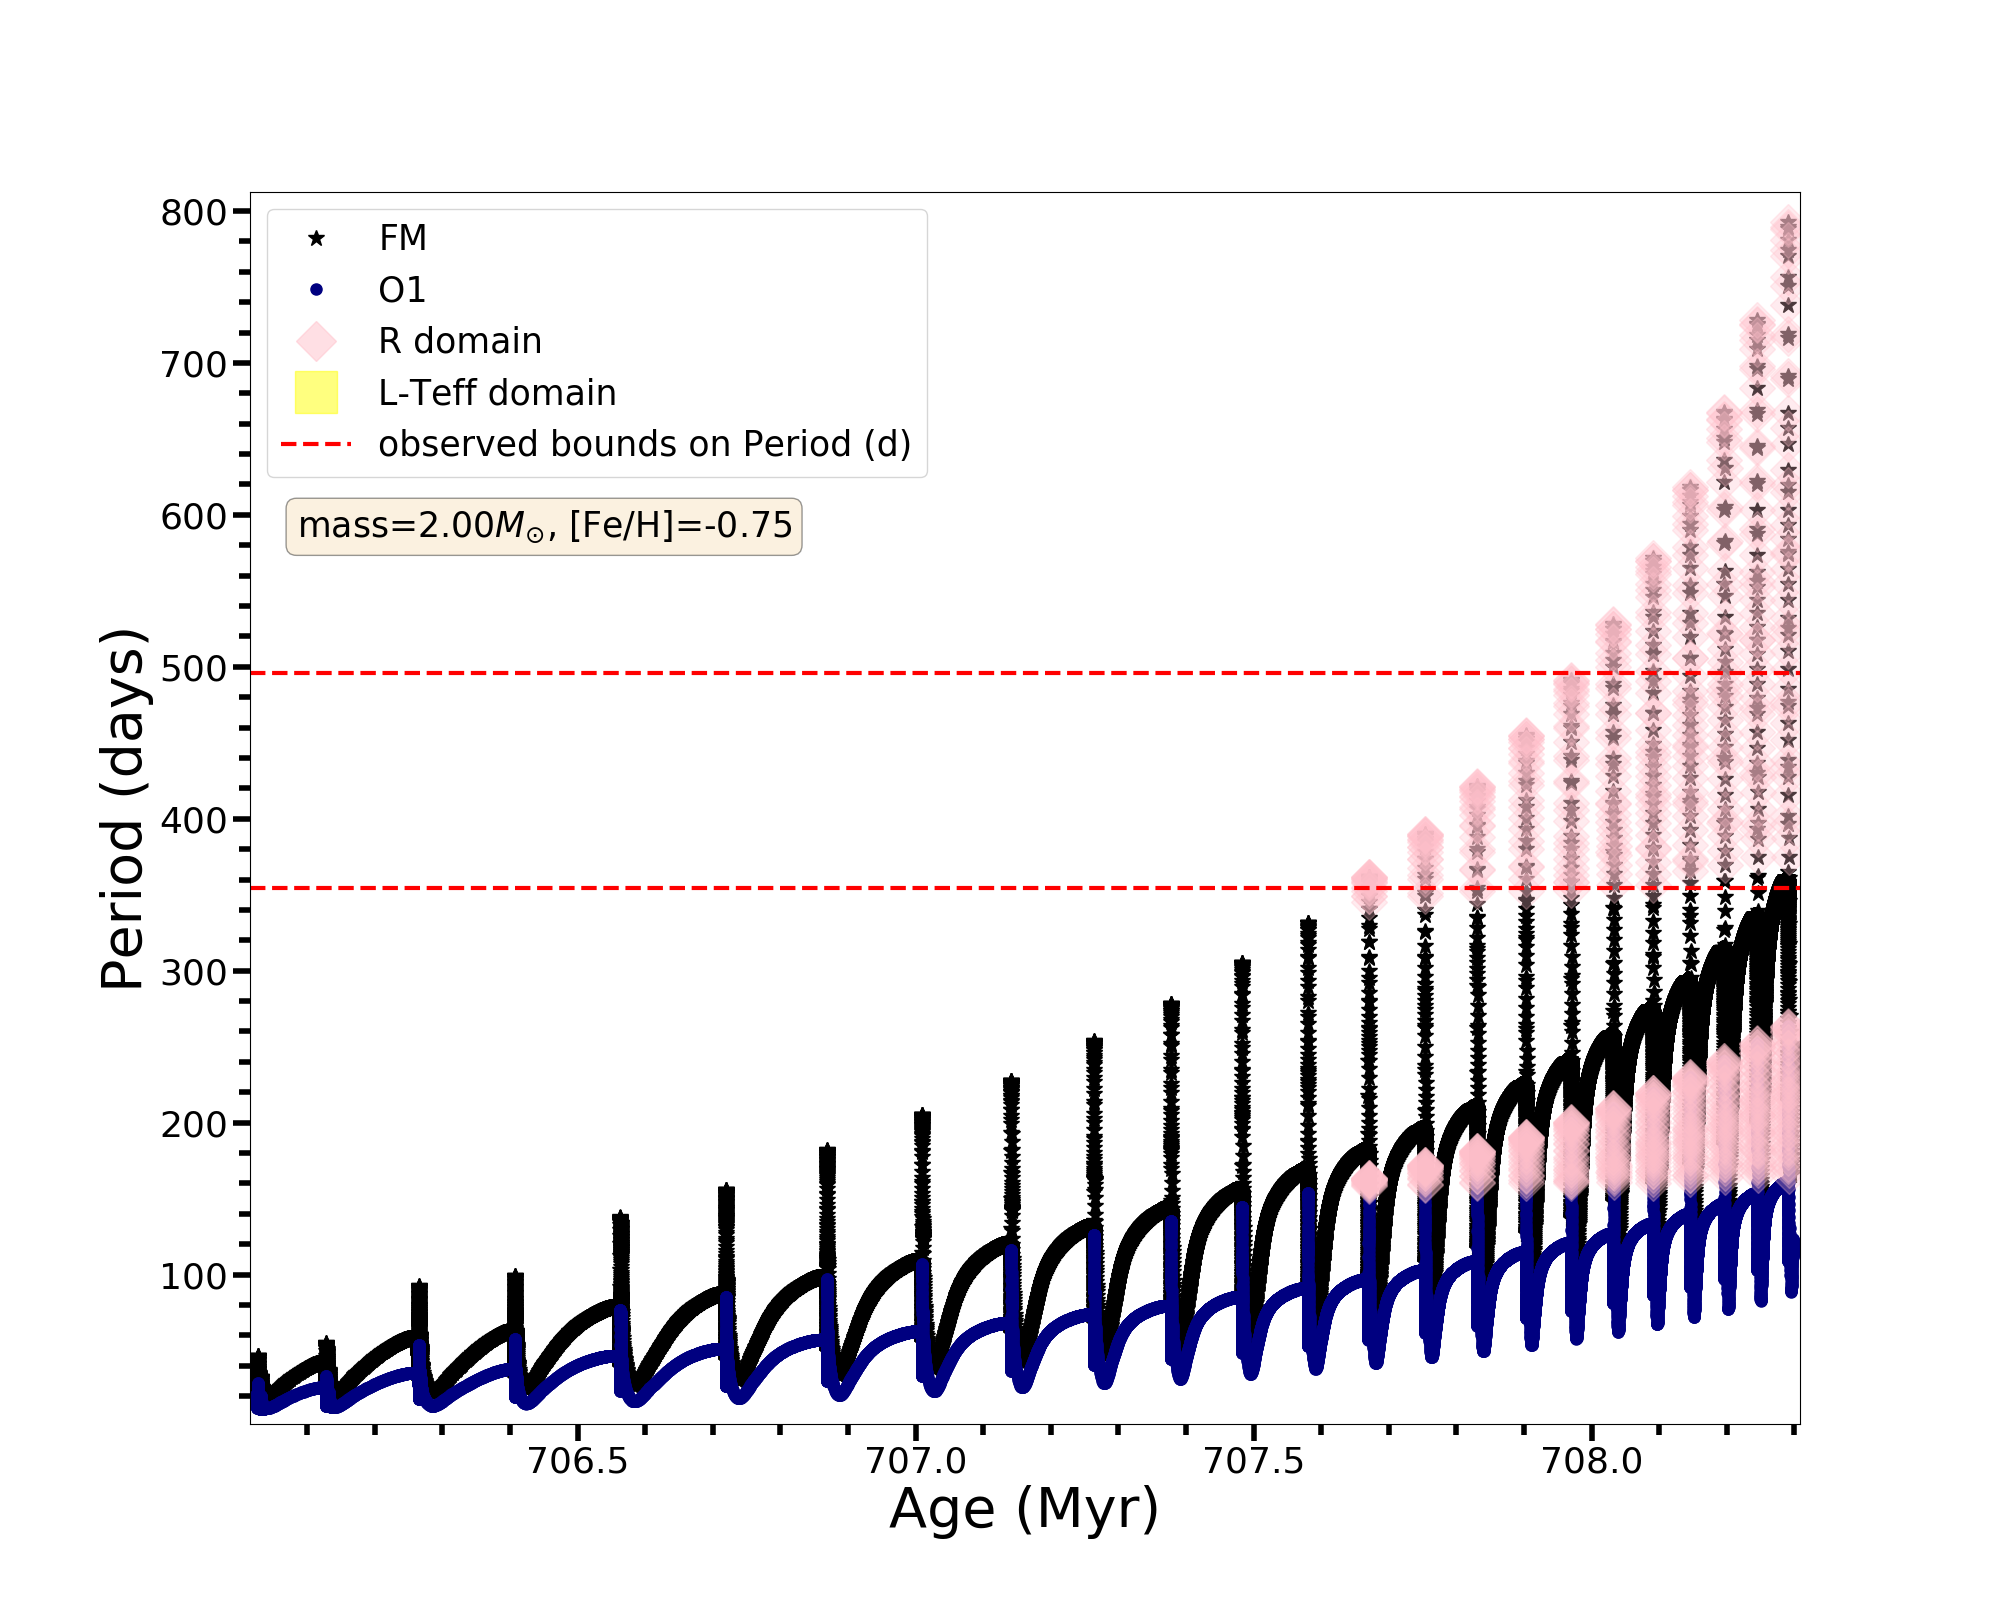 FM
O1
R domain
L-Teff domain
observed bounds on Period (d)
mass=2.00M⊙, [Fe/H]=-0.75
800
700
600
500
400
300
200
100
Period (days)
706.5 707.0 707.5 708.0
Age (Myr)